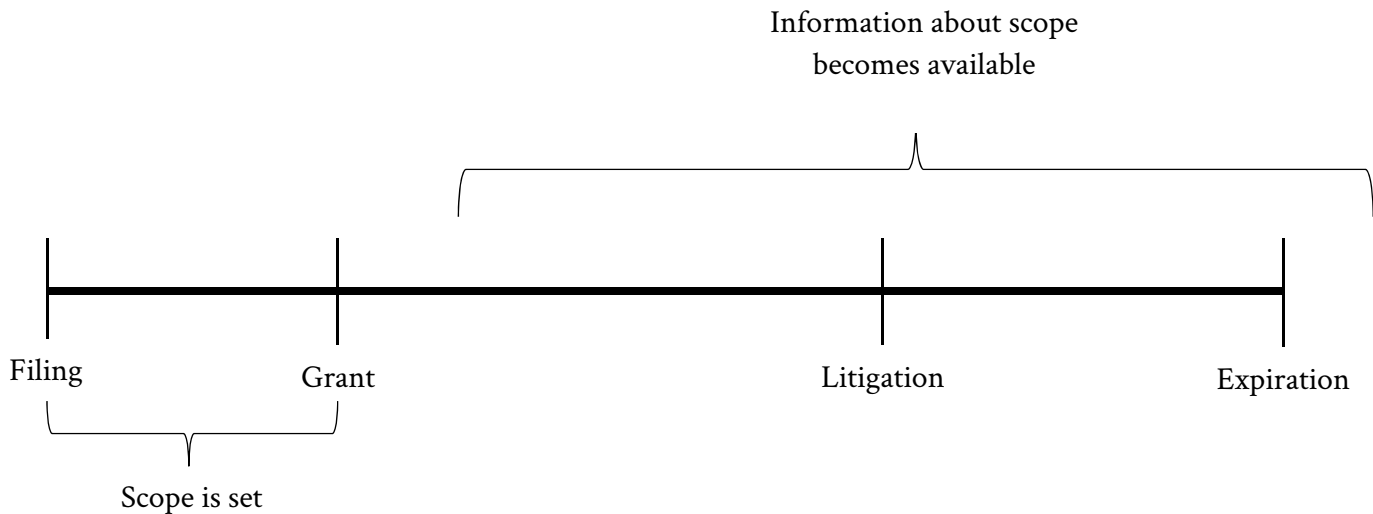 Information about scope
becomes available
Filing
Grant
Litigation
Expiration
Scope is set